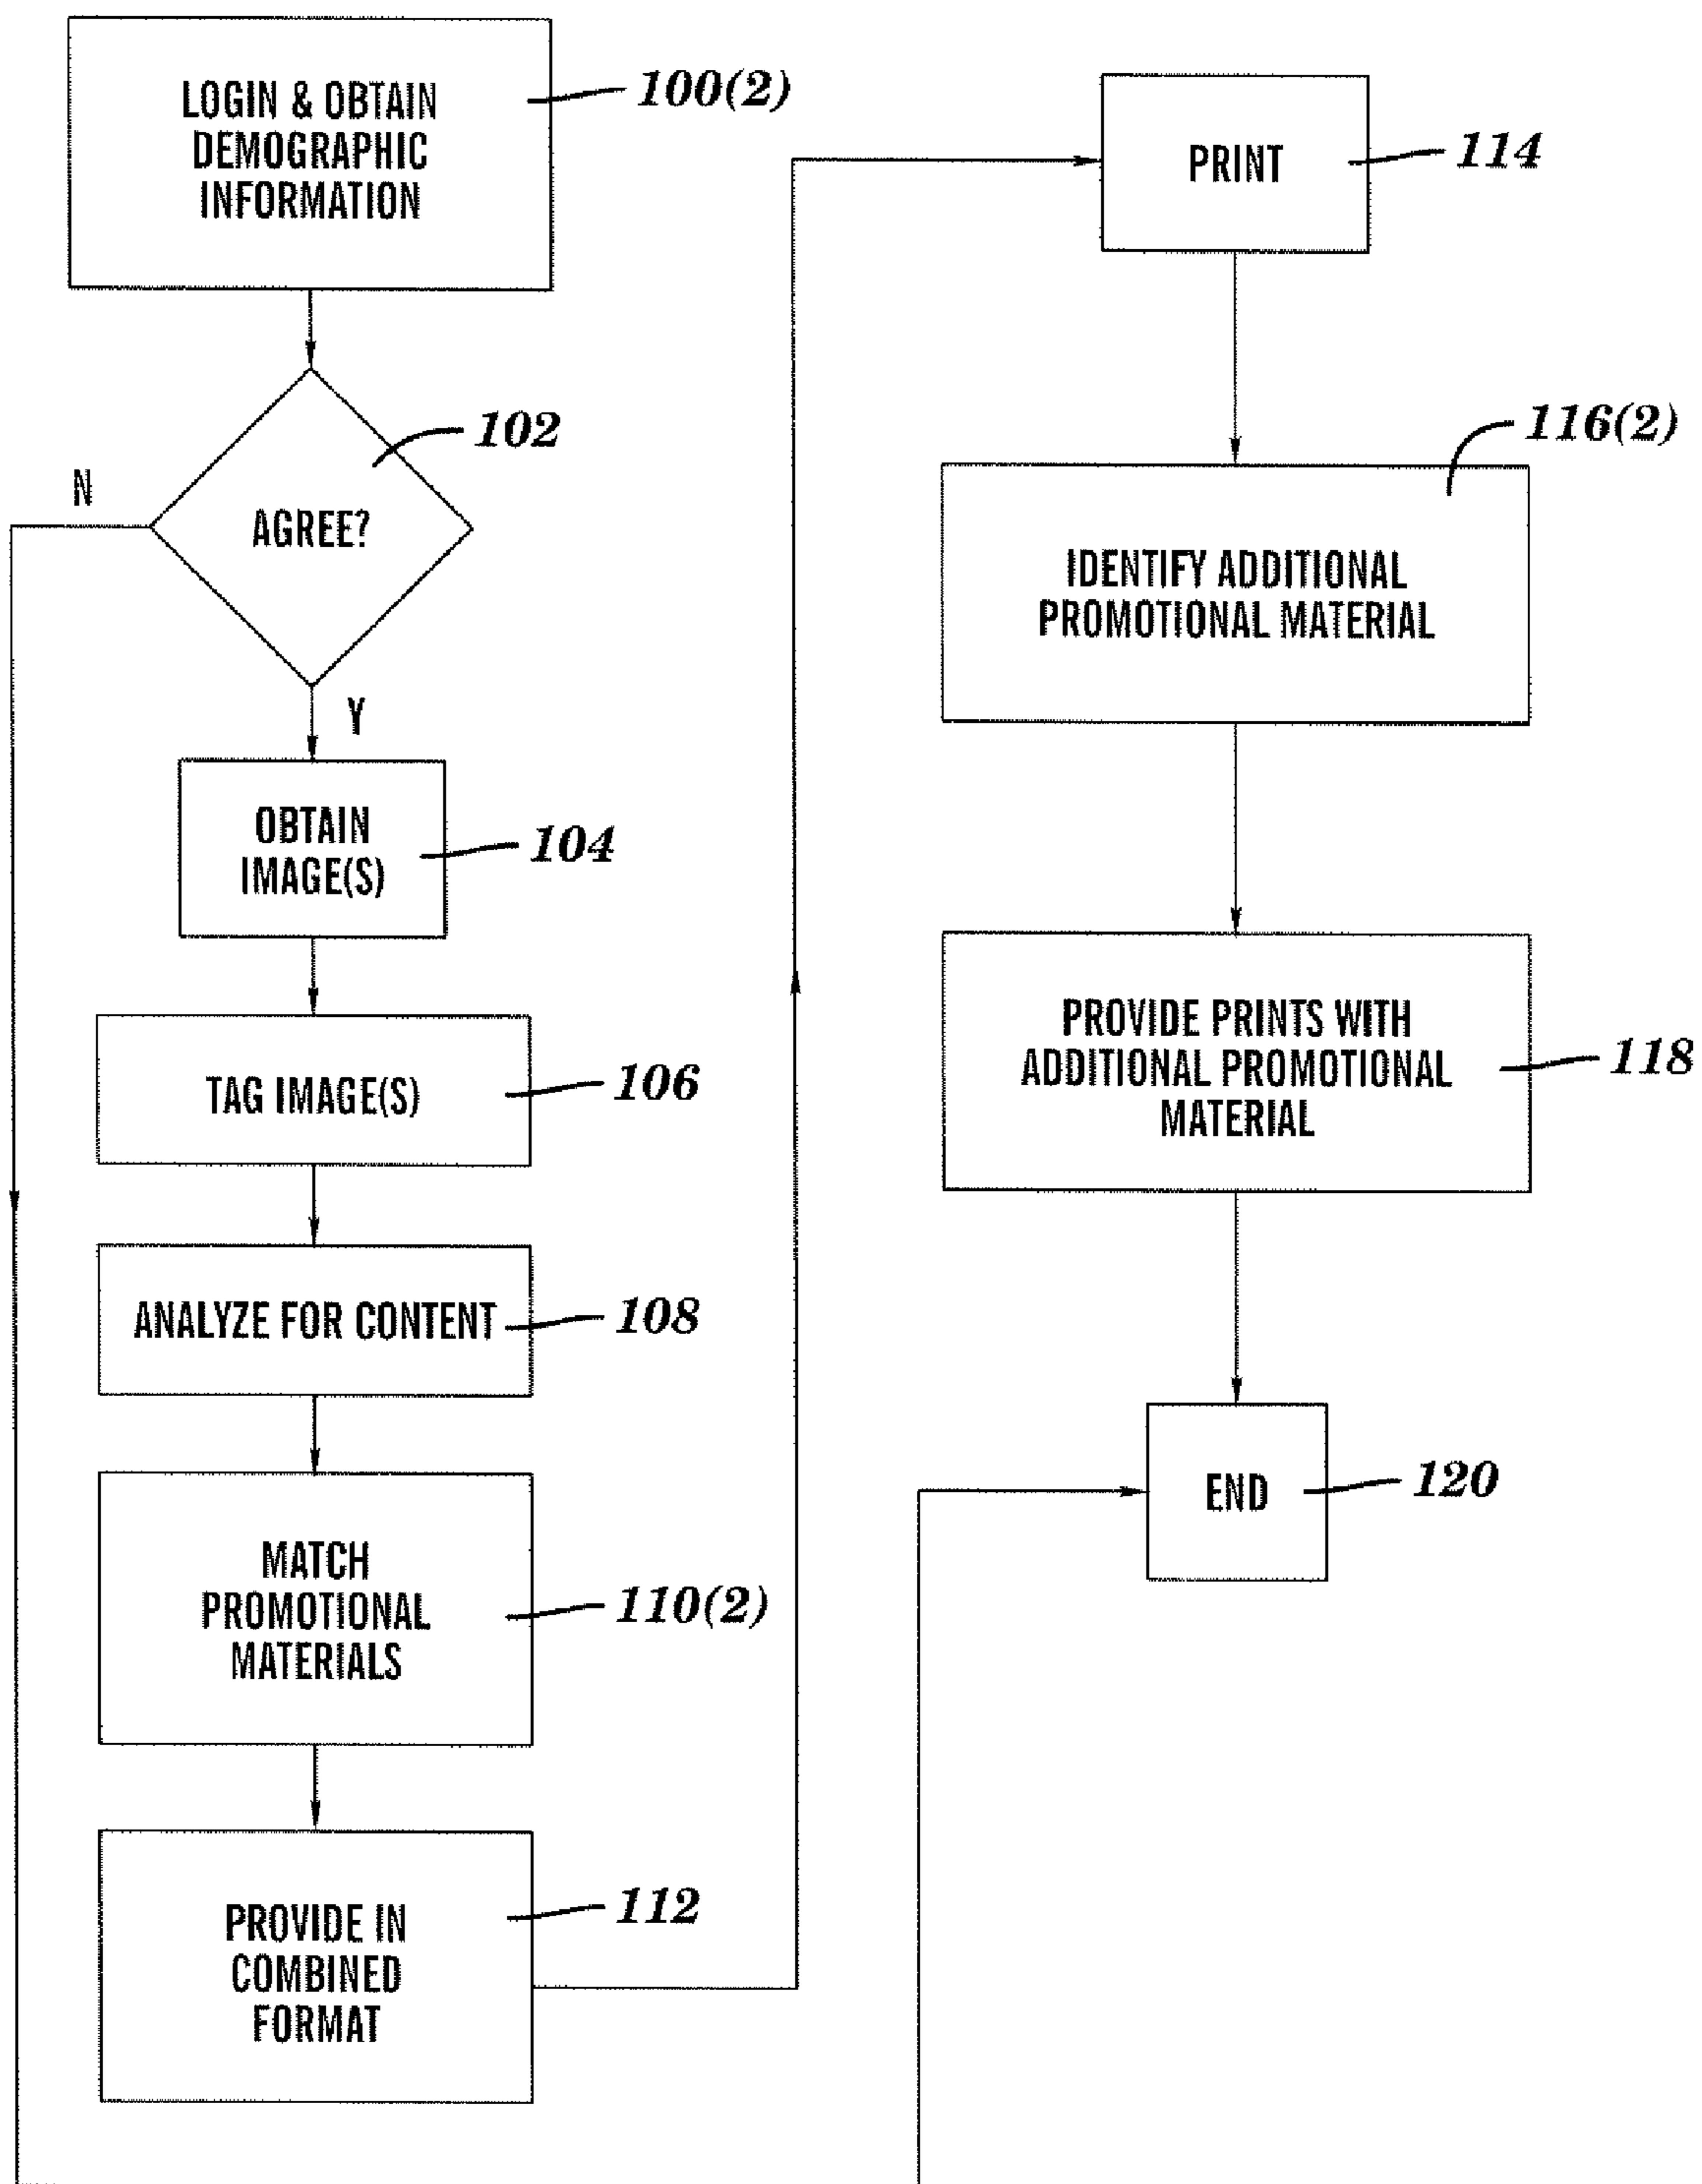 LOGIN & OBTAIN
DEMOGRAPHIC
INFORMATION
100(2)
102
N
AGREE?
Y
OBTAIN
IMAGE(S)
104
TAG IMAGE(S)
106
ANALYZE FOR CONTENT
108
MATCH
PROMOTIONAL
MATERIALS
110(2)
PROVIDE IN
COMBINED
FORMAT
112
PRINT
114
116(2)
IDENTIFY ADDITIONAL
PROMOTIONAL MATERIAL
PROVIDE PRINTS WITH
ADDITIONAL PROMOTIONAL
MATERIAL
118
END
120